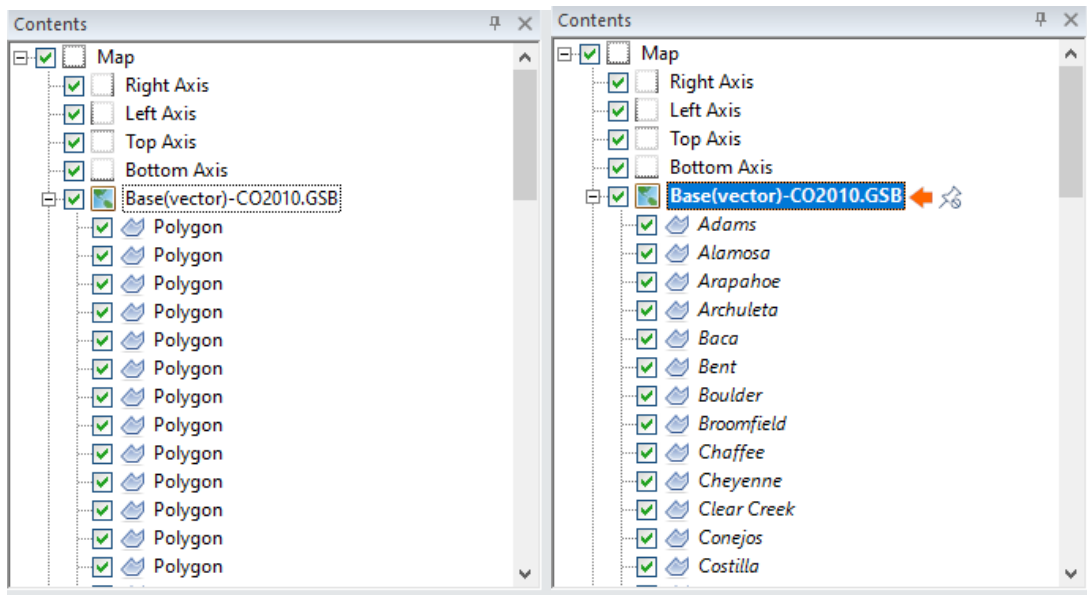 Contents
Map
Right Axis
Left Axis
Top Axis
Bottom Axis
Base(vector)-CO2010.GSB
Polygon
Polygon
Polygon
Polygon
Polygon
Polygon
Polygon
Polygon
Polygon
Polygon
Polygon
Polygon
Polygon
Contents
Map
Right Axis
Left Axis
Top Axis
Bottom Axis
Base(vector)-CO2010.GSB
Adams
Alamosa
Arapahoe
Archuleta
Baca
Bent
Boulder
Broomfield
Chaffee
Cheyenne
Clear Creek
Conejos
Costilla